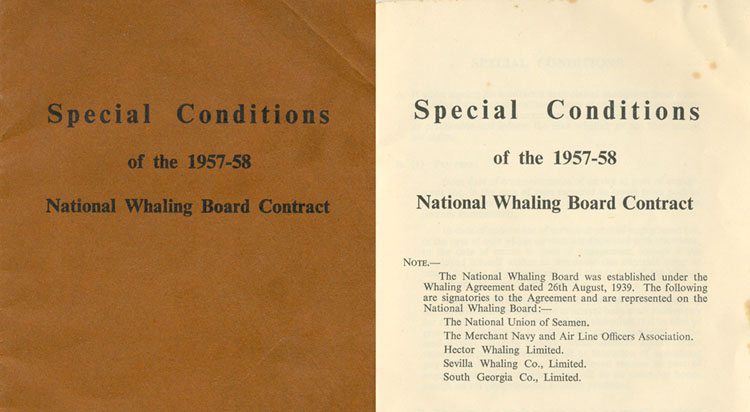 Special Conditions
of the 1957-58
National Whaling Board Contract
Special Conditions
of the 1957-58
National Whaling Board Contract
NOTE.—
The National Whaling Board was established under the
Whaling Agreement dated 26th August, 1939. The following
are signatories to the Agreement and are represented on the
National Whaling Board:—
The National Union of Seamen.
The Merchant Navy and Air Line Officers Association.
Hector Whaling Limited.
Sevilla Whaling Co., Limited.
South Georgia Co., Limited.